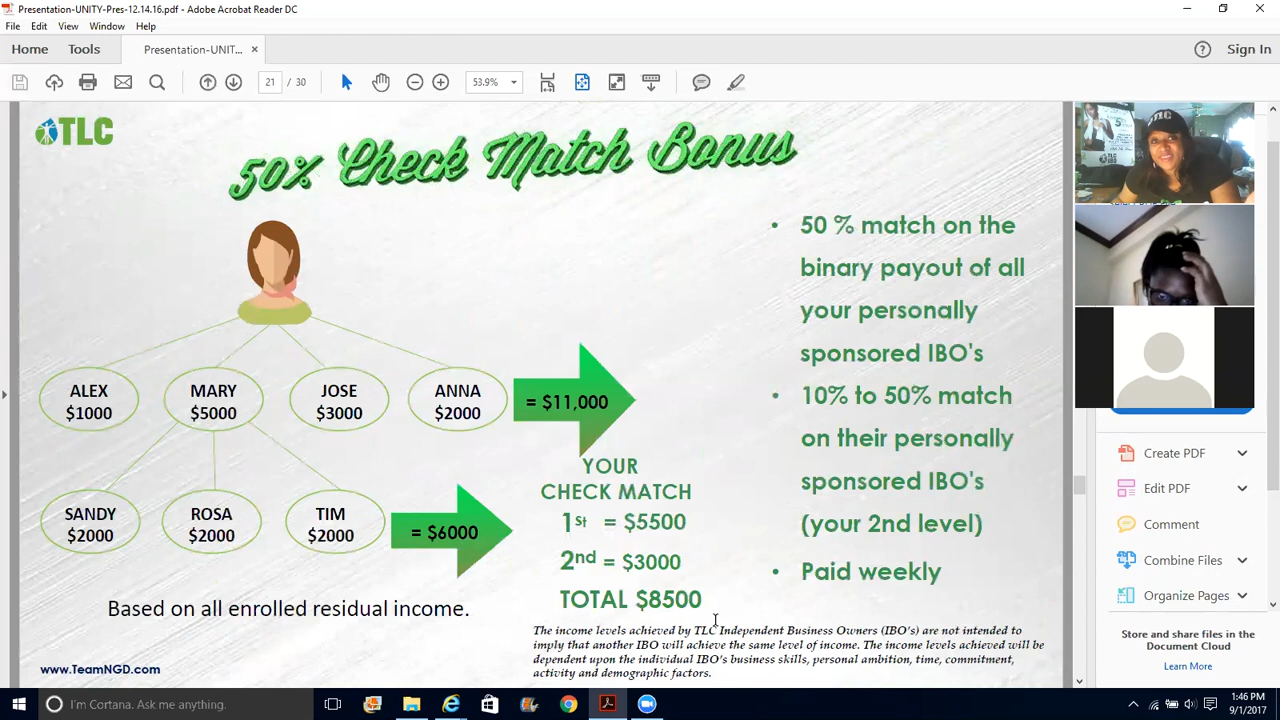 Presentation-UNITY-Pres-12.14.16.pdf - Adobe Acrobat Reader DC
File Edit View Window Help
Home Tools Presentation-UNIT... × Sign In
21 / 30 53.9%
TLC
50% Check Match Bonus
• 50 % match on the
binary payout of all
your personally
sponsored IBO's
• 10% to 50% match
on their personally
sponsored IBO's
(your 2nd level)
• Paid weekly
ALEX
$1000
MARY
$5000
JOSE
$3000
ANNA
$2000
= $11,000
SANDY
$2000
ROSA
$2000
TIM
$2000
= $6000
YOUR
CHECK MATCH
1st = $5500
2nd = $3000
TOTAL $8500
Based on all enrolled residual income.
The income levels achieved by TLC Independent Business Owners (IBO's) are not intended to
imply that another IBO will achieve the same level of income. The income levels achieved will be
dependent upon the individual IBO's business skills, personal ambition, time, commitment,
activity and demographic factors.
www.TeamNGD.com
Create PDF
Edit PDF
Comment
Combine Files
Organize Pages
Store and share files in the
Document Cloud
Learn More
I'm Cortana. Ask me anything.
1:46 PM
9/1/2017